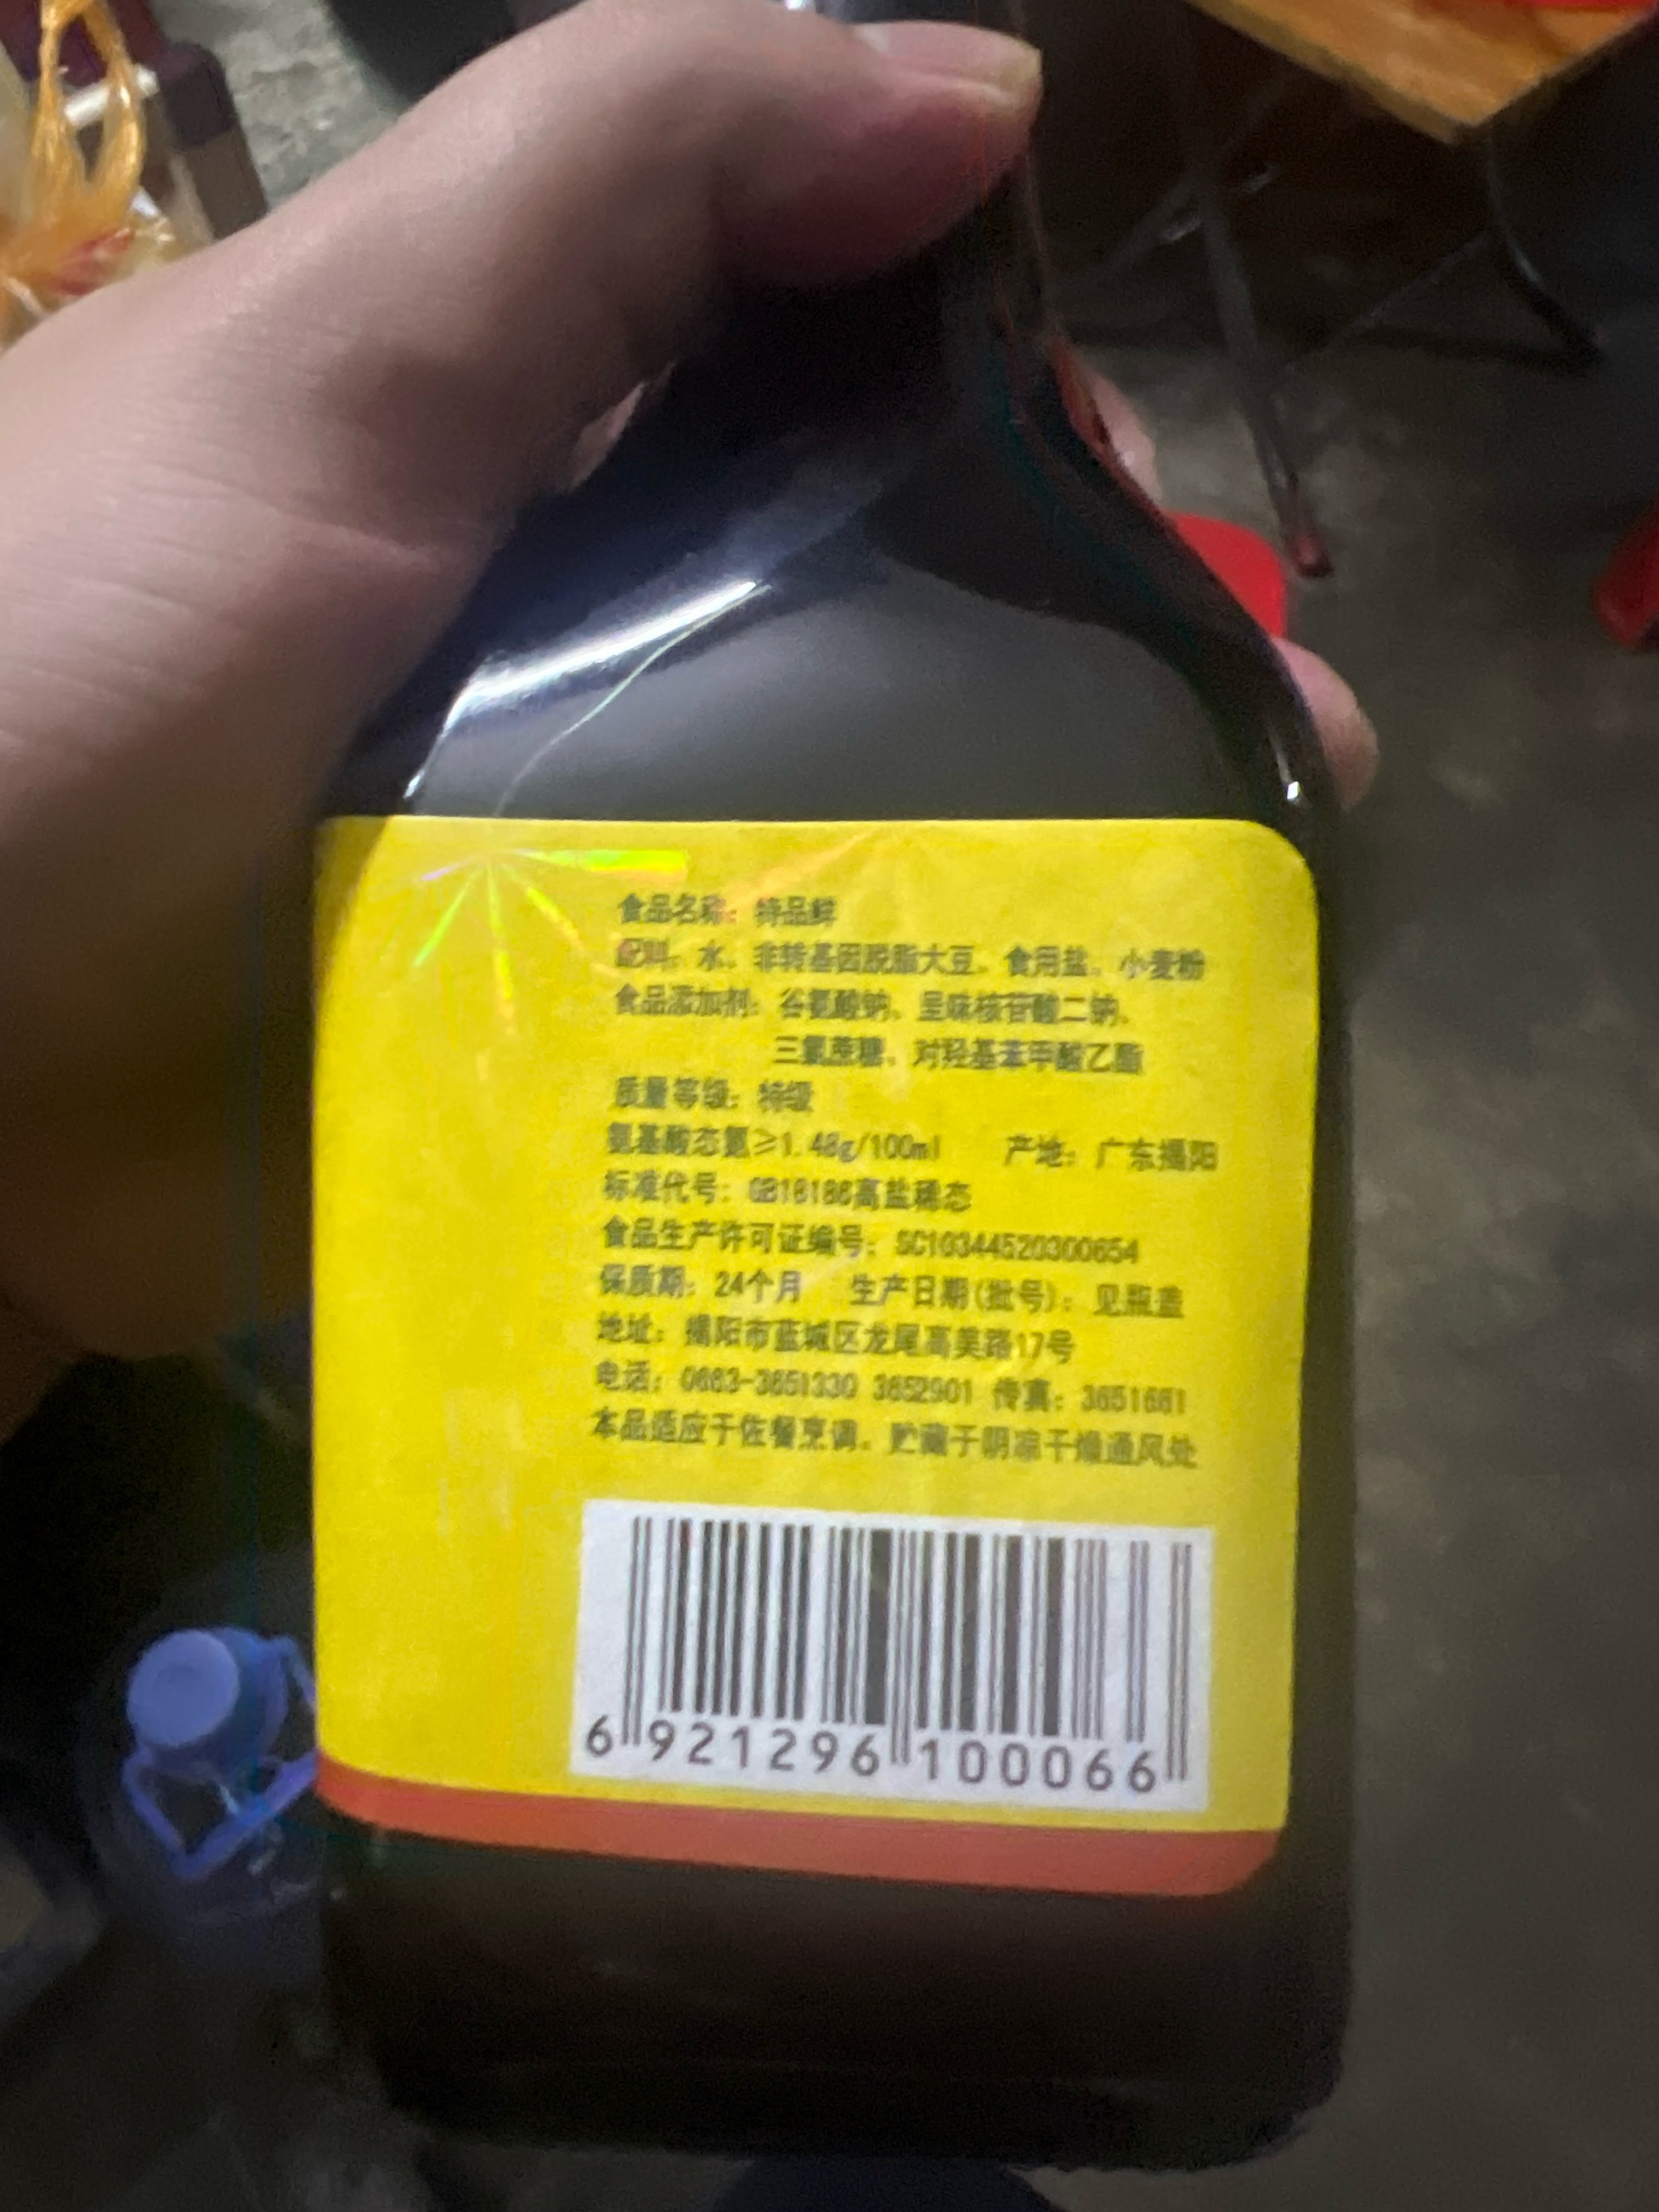 食品名称：特品鲜
配料：水、非转基因脱脂大豆、食用盐、小麦粉
食品添加剂：谷氨酸钠、呈味核苷酸二钠、
三氯蔗糖、对羟基苯甲酸乙酯
质量等级：特级
氨基酸态氮≥1.48g/100ml 产地：广东揭阳
标准代号：GB18186高盐稀态
食品生产许可证编号：SC10344520300654
保质期：24个月 生产日期(批号)：见瓶盖
地址：揭阳市蓝城区龙尾高美路17号
电话：0663-3651330 3652901 传真：3651681
本品适应于佐餐烹调。贮藏于阴凉干燥通风处
6 921296 100066